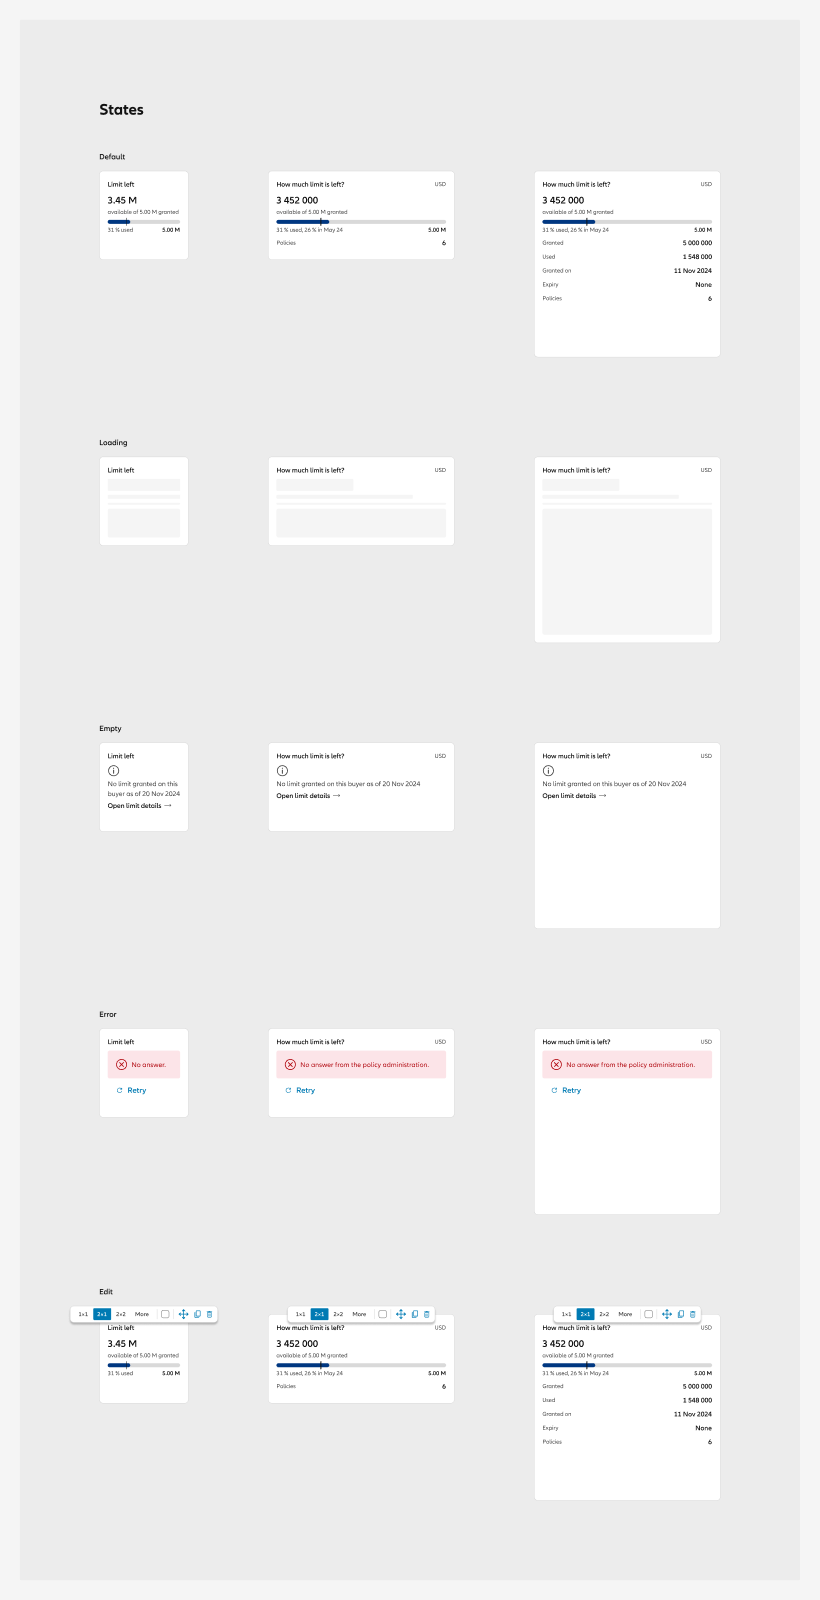 States
Default
Limit left
3.45 M
available of 5.00 M granted
31 % used 5.00 M
How much limit is left? USD
3 452 000
available of 5.00 M granted
31 % used, 26 % in May 24 5.00 M
Policies 6
How much limit is left? USD
3 452 000
available of 5.00 M granted
31 % used, 26 % in May 24 5.00 M
Granted 5 000 000
Used 1 548 000
Granted on 11 Nov 2024
Expiry None
Policies 6
Loading
Limit left
How much limit is left? USD
How much limit is left? USD
Empty
Limit left
No limit granted on this
buyer as of 20 Nov 2024
Open limit details →
How much limit is left? USD
No limit granted on this buyer as of 20 Nov 2024
Open limit details →
How much limit is left? USD
No limit granted on this buyer as of 20 Nov 2024
Open limit details →
Error
Limit left
No answer.
Retry
How much limit is left? USD
No answer from the policy administration.
Retry
How much limit is left? USD
No answer from the policy administration.
Retry
Edit
1×1 2×1 2×2 More
Limit left
3.45 M
available of 5.00 M granted
31 % used 5.00 M
1×1 2×1 2×2 More
How much limit is left? USD
3 452 000
available of 5.00 M granted
31 % used, 26 % in May 24 5.00 M
Policies 6
1×1 2×1 2×2 More
How much limit is left? USD
3 452 000
available of 5.00 M granted
31 % used, 26 % in May 24 5.00 M
Granted 5 000 000
Used 1 548 000
Granted on 11 Nov 2024
Expiry None
Policies 6